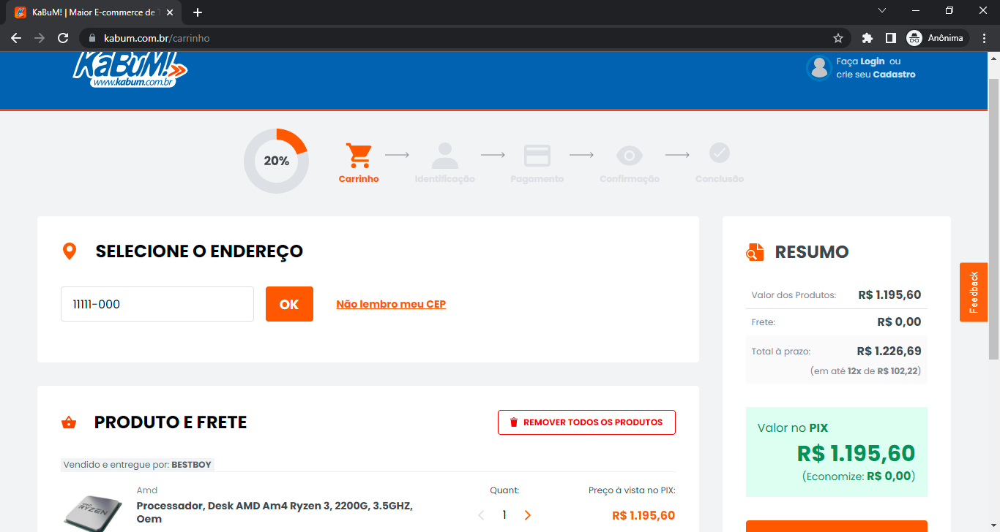 KaBuM! | Maior E-commerce de
kabum.com.br/carrinho
Anônima
KaBuM!
www.kabum.com.br
Faça Login ou
crie seu Cadastro
20%
Carrinho
Identificação
Pagamento
Confirmação
Conclusão
SELECIONE O ENDEREÇO
11111-000
OK
Não lembro meu CEP
RESUMO
Valor dos Produtos: R$ 1.195,60
Frete: R$ 0,00
Total à prazo: R$ 1.226,69
(em até 12x de R$ 102,22)
Feedback
Valor no PIX
R$ 1.195,60
(Economize: R$ 0,00)
PRODUTO E FRETE
REMOVER TODOS OS PRODUTOS
Vendido e entregue por: BESTBOY
AMD
RYZEN
Amd
Processador, Desk AMD Am4 Ryzen 3, 2200G, 3.5GHZ,
Oem
Quant:
1
Preço à vista no PIX:
R$ 1.195,60